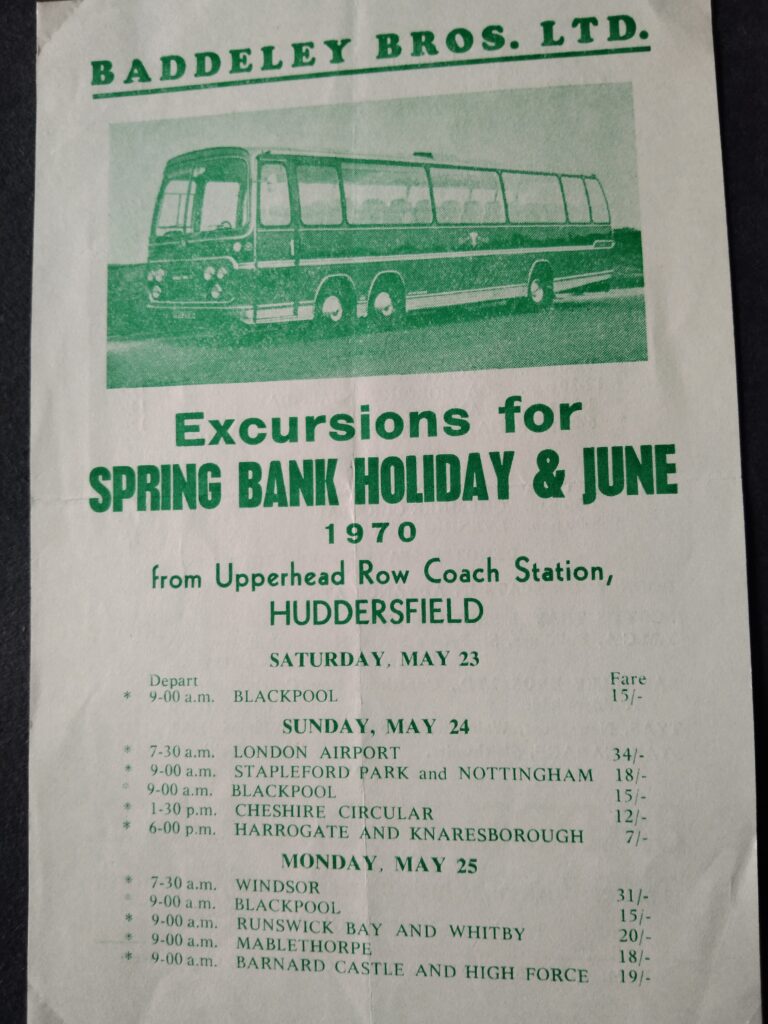 BADDELEY BROS. LTD.
Excursions for
SPRING BANK HOLIDAY & JUNE
1970
from Upperhead Row Coach Station,
HUDDERSFIELD
SATURDAY, MAY 23
Depart Fare
* 9-00 a.m. BLACKPOOL 15/-
SUNDAY, MAY 24
* 7-30 a.m. LONDON AIRPORT 34/-
* 9-00 a.m. STAPLEFORD PARK and NOTTINGHAM 18/-
* 9-00 a.m. BLACKPOOL 15/-
* 1-30 p.m. CHESHIRE CIRCULAR 12/-
* 6-00 p.m. HARROGATE AND KNARESBOROUGH 7/-
MONDAY, MAY 25
* 7-30 a.m. WINDSOR 31/-
* 9-00 a.m. BLACKPOOL 15/-
* 9-00 a.m. RUNSWICK BAY AND WHITBY 20/-
* 9-00 a.m. MABLETHORPE 18/-
* 9-00 a.m. BARNARD CASTLE AND HIGH FORCE 19/-